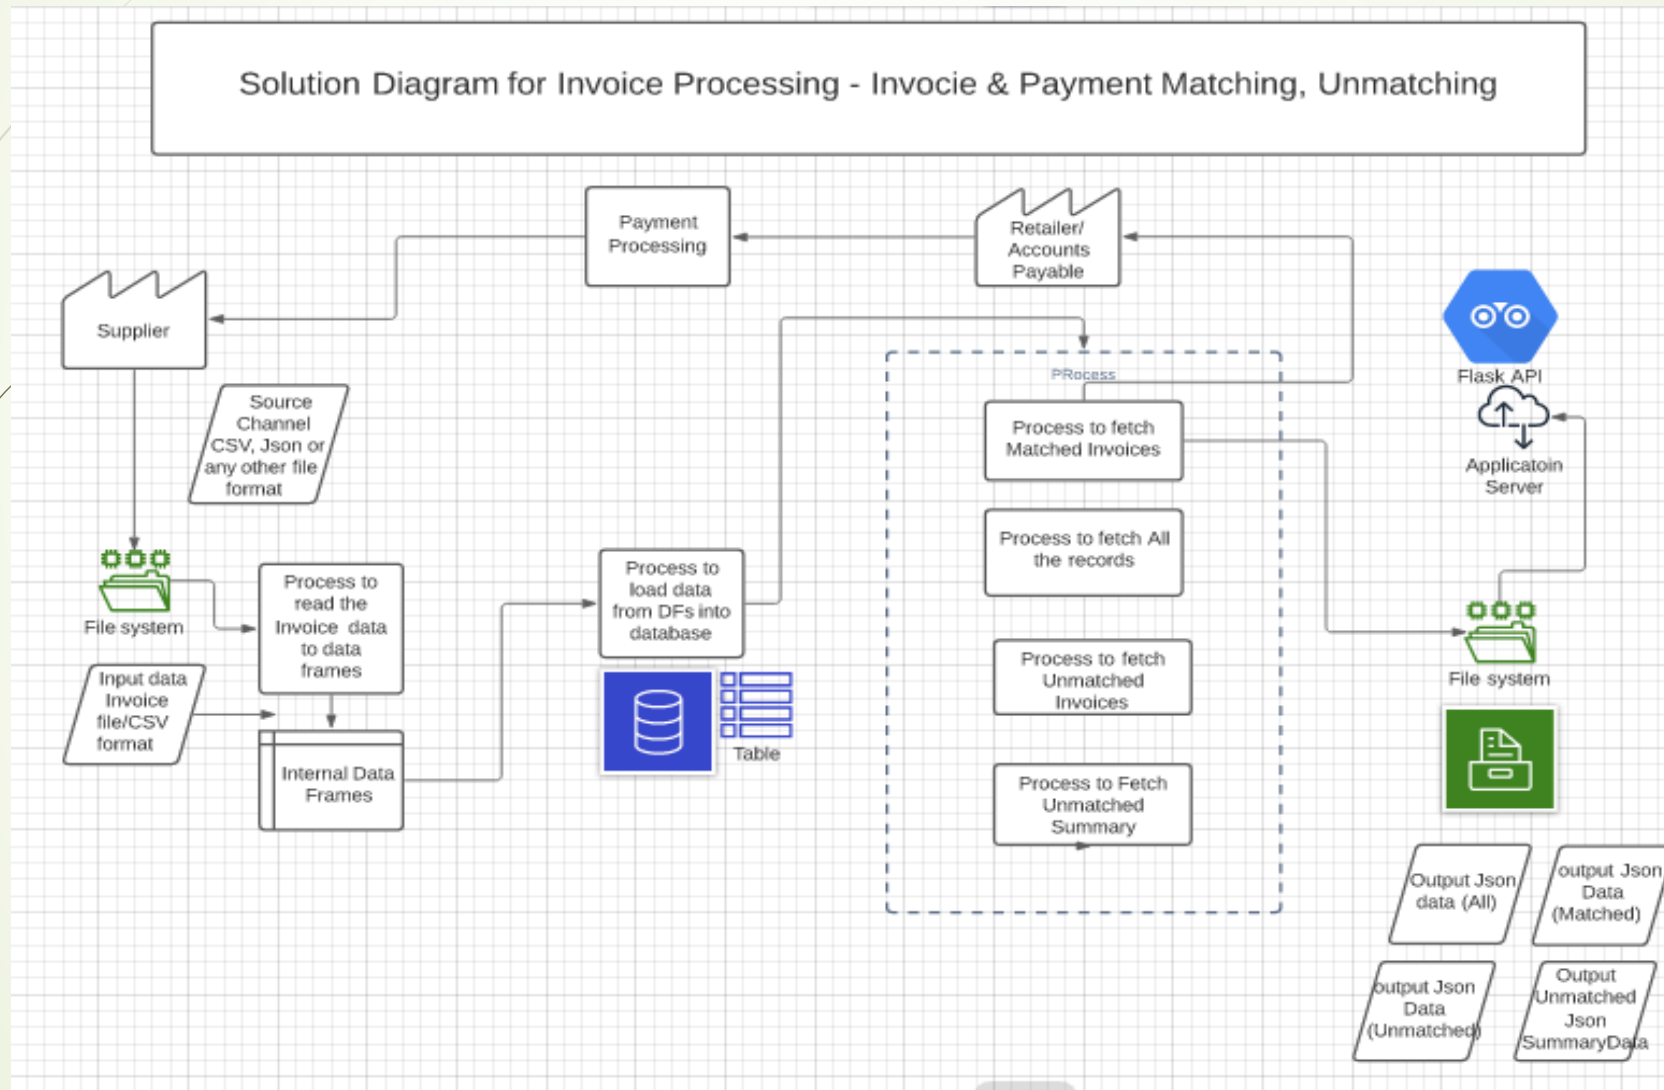 Solution Diagram for Invoice Processing - Invocie & Payment Matching, Unmatching
Payment
Processing
Retailer/
Accounts
Payable
Supplier
Flask API
Applicatoin
Server
Source
Channel
CSV, Json or
any other file
format
PRocess
Process to fetch
Matched Invoices
Process to fetch All
the records
Process to fetch
Unmatched
Invoices
Process to Fetch
Unmatched
Summary
File system
Process to
read the
Invoice data
to data
frames
Process to
load data
from DFs into
database
Table
Input data
Invoice
file/CSV
format
Internal Data
Frames
File system
Output Json
data (All)
output Json
Data
(Matched)
output Json
Data
(Unmatched)
Output
Unmatched
Json
SummaryData